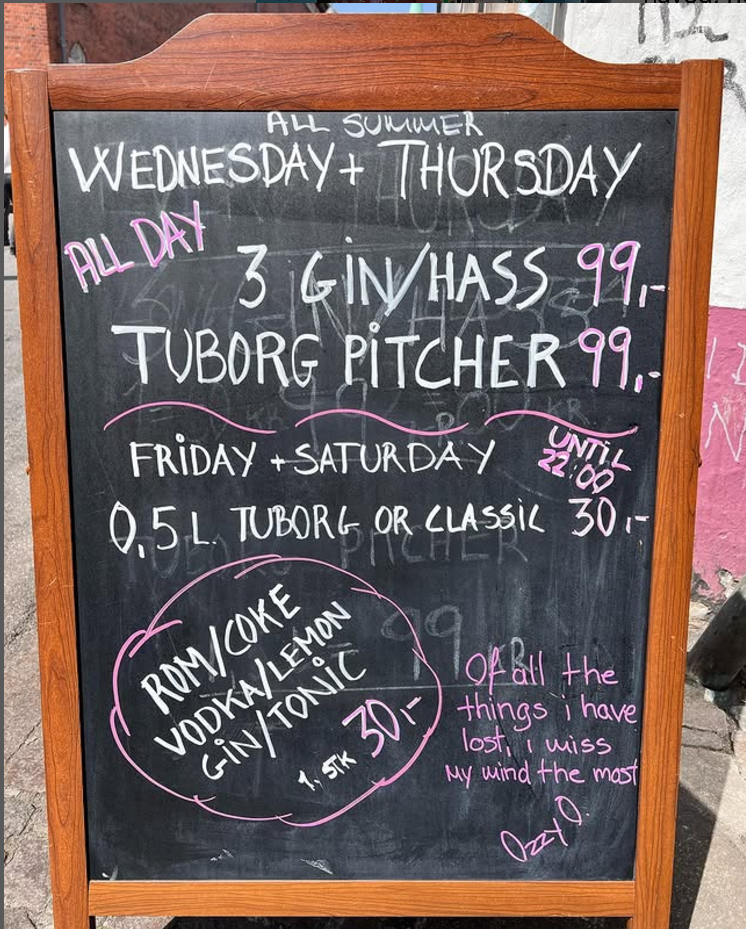 ALL SUMMER
WEDNESDAY + THURSDAY
ALL DAY
3 GIN/HASS 99,-
TUBORG PITCHER 99,-
FRIDAY + SATURDAY
UNTIL
22:00
0,5 L. TUBORG OR CLASSIC 30,-
ROM/COKE
VODKA/LEMON
GIN/TONIC
1. STK 30,-
Of all the
things i have
lost, i miss
my mind the most
Ozzy O.